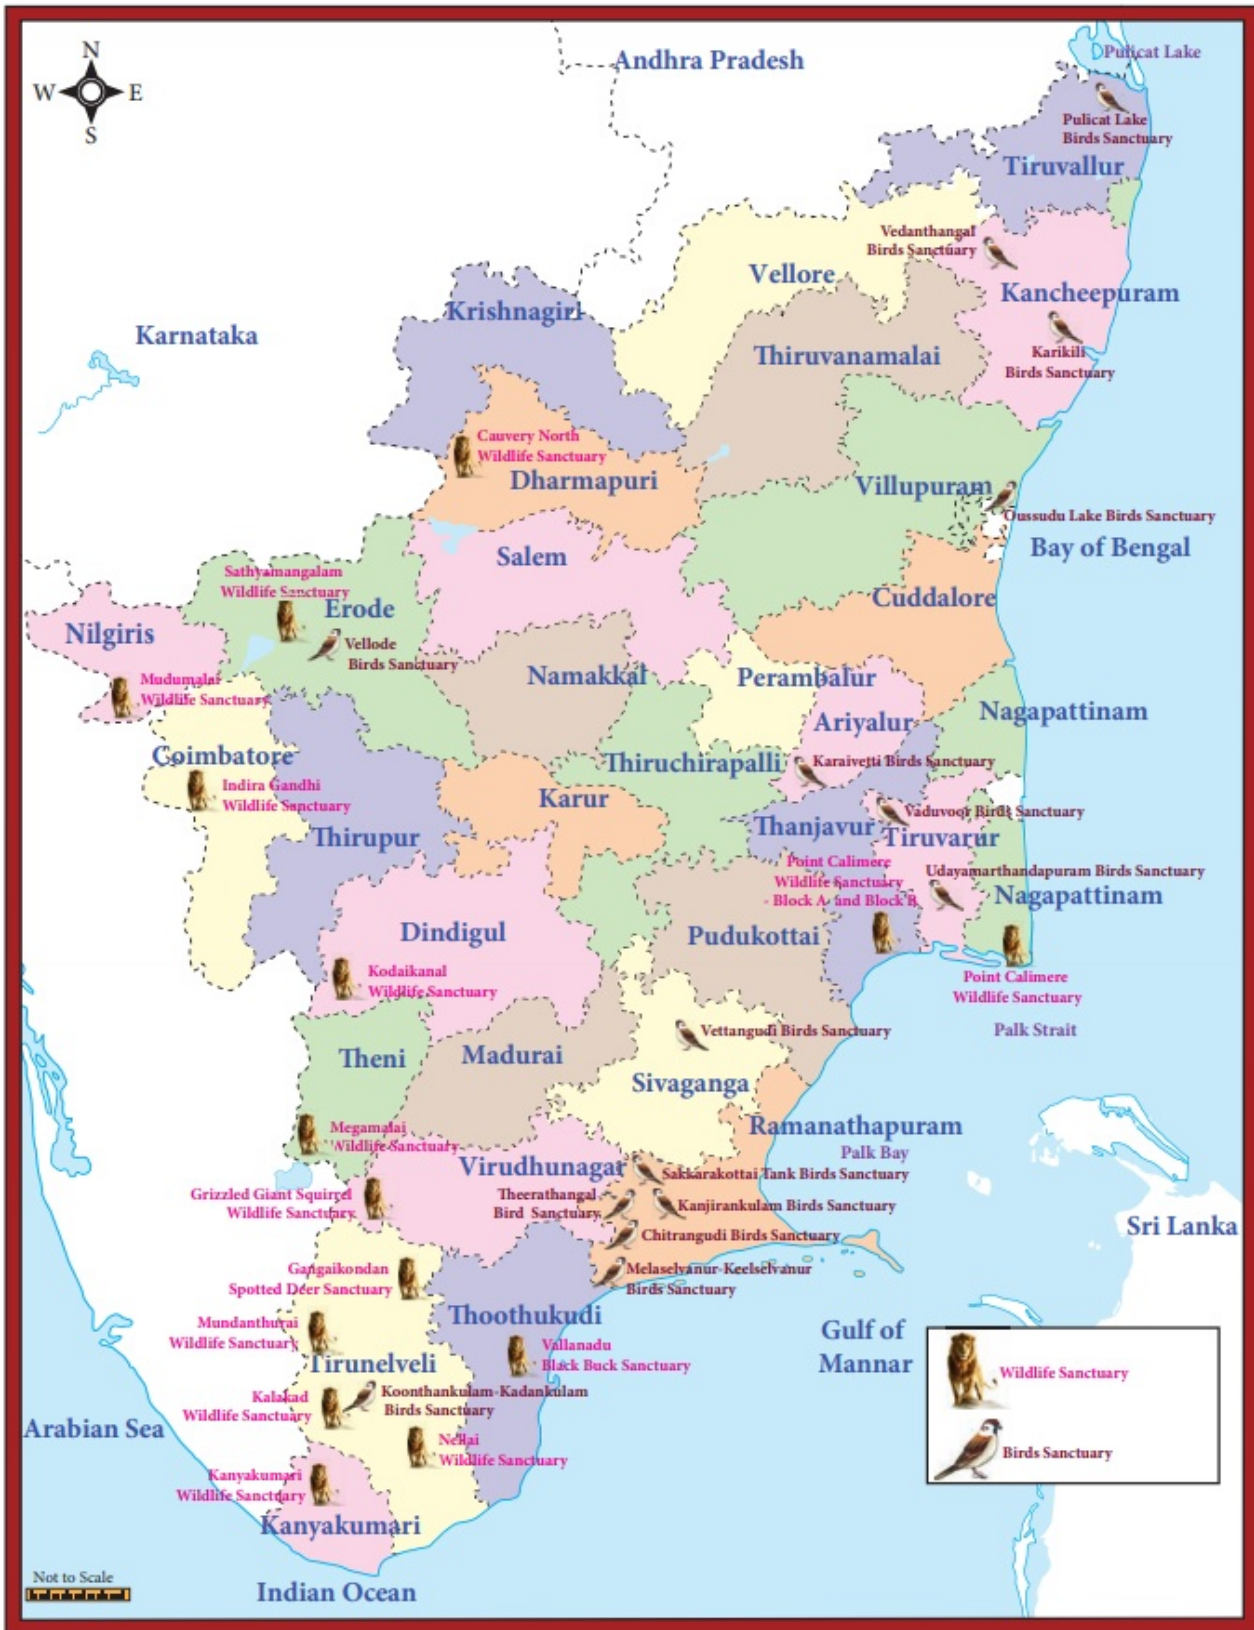 Andhra Pradesh
Pulicat Lake
N
W E
S
Pulicat Lake
Birds Sanctuary
Tiruvallur
Vedanthangal
Birds Sanctuary
Vellore
Kancheepuram
Krishnagiri
Karnataka
Thiruvanamalai
Karikili
Birds Sanctuary
Cauvery North
Wildlife Sanctuary
Dharmapuri
Villupuram
Oussudu Lake Birds Sanctuary
Bay of Bengal
Salem
Sathyamangalam
Wildlife Sanctuary
Erode
Cuddalore
Nilgiris
Vellode
Birds Sanctuary
Namakkal
Perambalur
Mudumalai
Wildlife Sanctuary
Ariyalur
Nagapattinam
Coimbatore
Thiruchirapalli
Karaivetti Birds Sanctuary
Indira Gandhi
Wildlife Sanctuary
Karur
Vaduvoor Birds Sanctuary
Thirupur
Thanjavur
Tiruvarur
Point Calimere
Wildlife Sanctuary
- Block A and Block B
Udayamarthandapuram Birds Sanctuary
Nagapattinam
Dindigul
Pudukottai
Kodaikanal
Wildlife Sanctuary
Point Calimere
Wildlife Sanctuary
Palk Strait
Vettangudi Birds Sanctuary
Theni
Madurai
Sivaganga
Megamalai
Wildlife Sanctuary
Ramanathapuram
Palk Bay
Virudhunagar
Sakkarakottai Tank Birds Sanctuary
Grizzled Giant Squirrel
Wildlife Sanctuary
Theerathangal
Bird Sanctuary
Kanjirankulam Birds Sanctuary
Sri Lanka
Chitrangudi Birds Sanctuary
Gangaikondan
Spotted Deer Sanctuary
Melaselvanur-Keelselvanur
Birds Sanctuary
Mundanthurai
Wildlife Sanctuary
Thoothukudi
Gulf of
Mannar
Vallanadu
Black Buck Sanctuary
Tirunelveli
Wildlife Sanctuary
Kalakad
Wildlife Sanctuary
Koonthankulam-Kadankulam
Birds Sanctuary
Arabian Sea
Nellai
Wildlife Sanctuary
Birds Sanctuary
Kanyakumari
Wildlife Sanctuary
Kanyakumari
Not to Scale
Indian Ocean